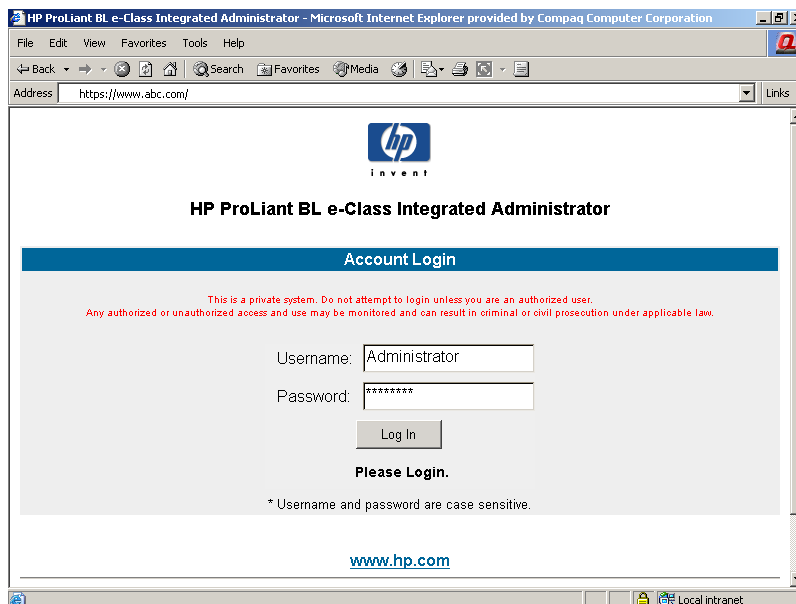 HP ProLiant BL e-Class Integrated Administrator - Microsoft Internet Explorer provided by Compaq Computer Corporation
File Edit View Favorites Tools Help
Back Search Favorites Media
Address https://www.abc.com/ Links
hp
invent
HP ProLiant BL e-Class Integrated Administrator
Account Login
This is a private system. Do not attempt to login unless you are an authorized user.
Any authorized or unauthorized access and use may be monitored and can result in criminal or civil prosecution under applicable law.
Username: Administrator
Password: ********
Log In
Please Login.
* Username and password are case sensitive.
www.hp.com
Local intranet